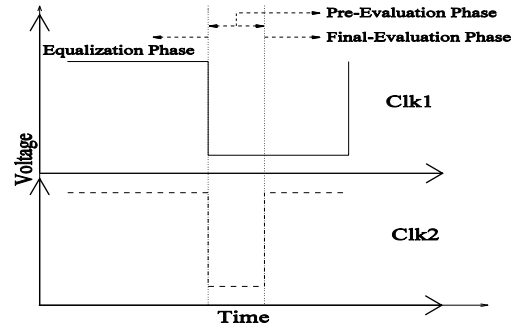 Pre-Evaluation Phase
Equalization Phase
Final-Evaluation Phase
Clk1
Voltage
Clk2
Time